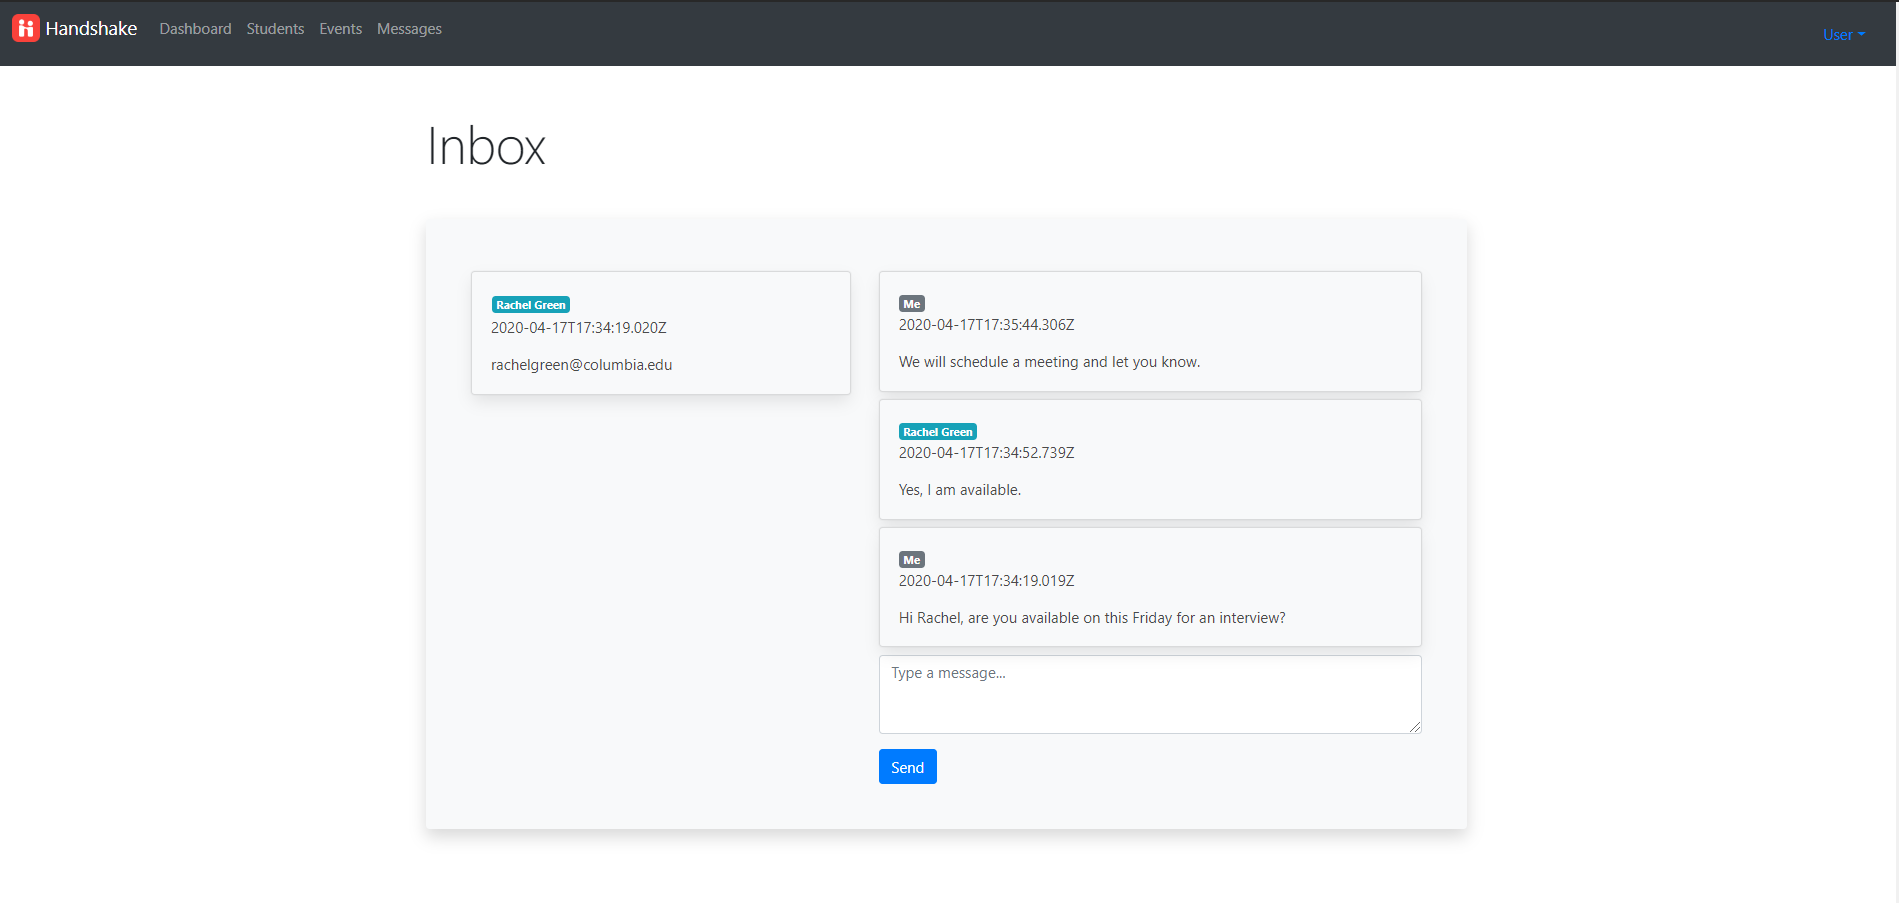 Handshake Dashboard Students Events Messages User
Inbox
Rachel Green
2020-04-17T17:34:19.020Z
rachelgreen@columbia.edu
Me
2020-04-17T17:35:44.306Z
We will schedule a meeting and let you know.
Rachel Green
2020-04-17T17:34:52.739Z
Yes, I am available.
Me
2020-04-17T17:34:19.019Z
Hi Rachel, are you available on this Friday for an interview?
Type a message...
Send